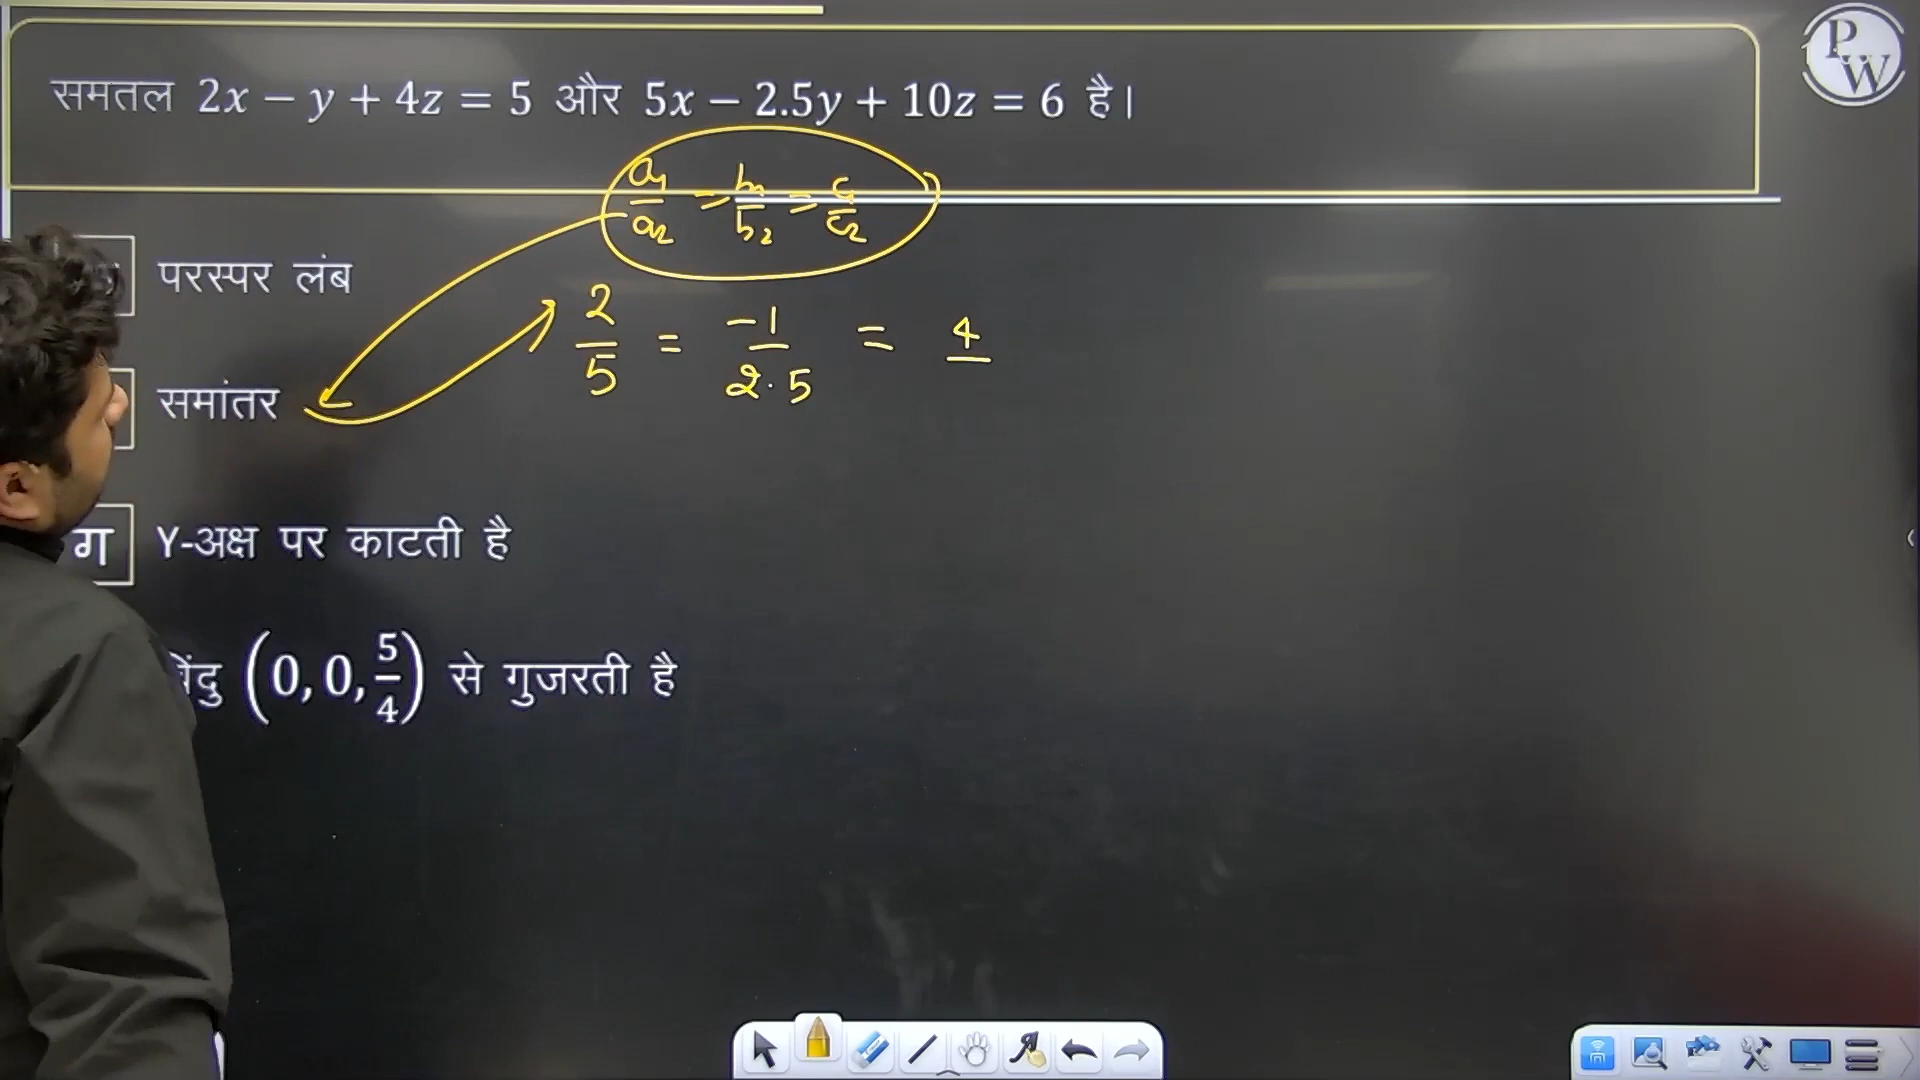 समतल 2x − y + 4z = 5 और 5x − 2.5y + 10z = 6 है।
PW
a₁/a₂ = b₁/b₂ = c₁/c₂
परस्पर लंब
2/5 = -1/2.5 = 4
समांतर
ग Y-अक्ष पर काटती है
(0, 0, 5/4) से गुजरती है